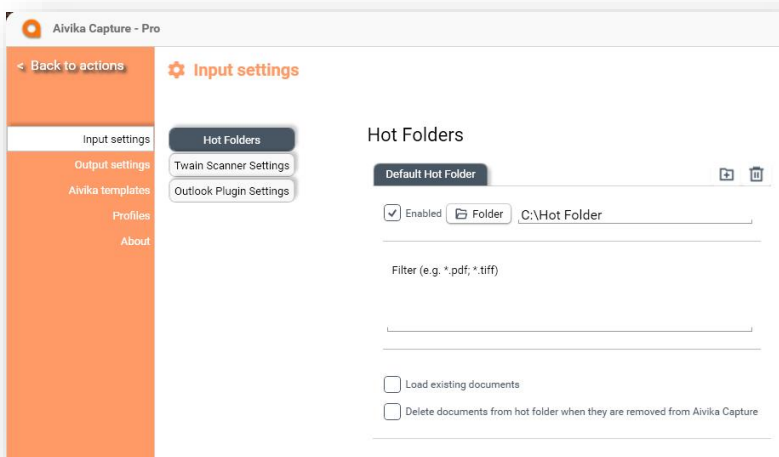 Aivika Capture - Pro
< Back to actions
Input settings
Input settings
Output settings
Aivika templates
Profiles
About
Hot Folders
Twain Scanner Settings
Outlook Plugin Settings
Hot Folders
Default Hot Folder
Enabled Folder C:\Hot Folder
Filter (e.g. *.pdf; *.tiff)
Load existing documents
Delete documents from hot folder when they are removed from Aivika Capture